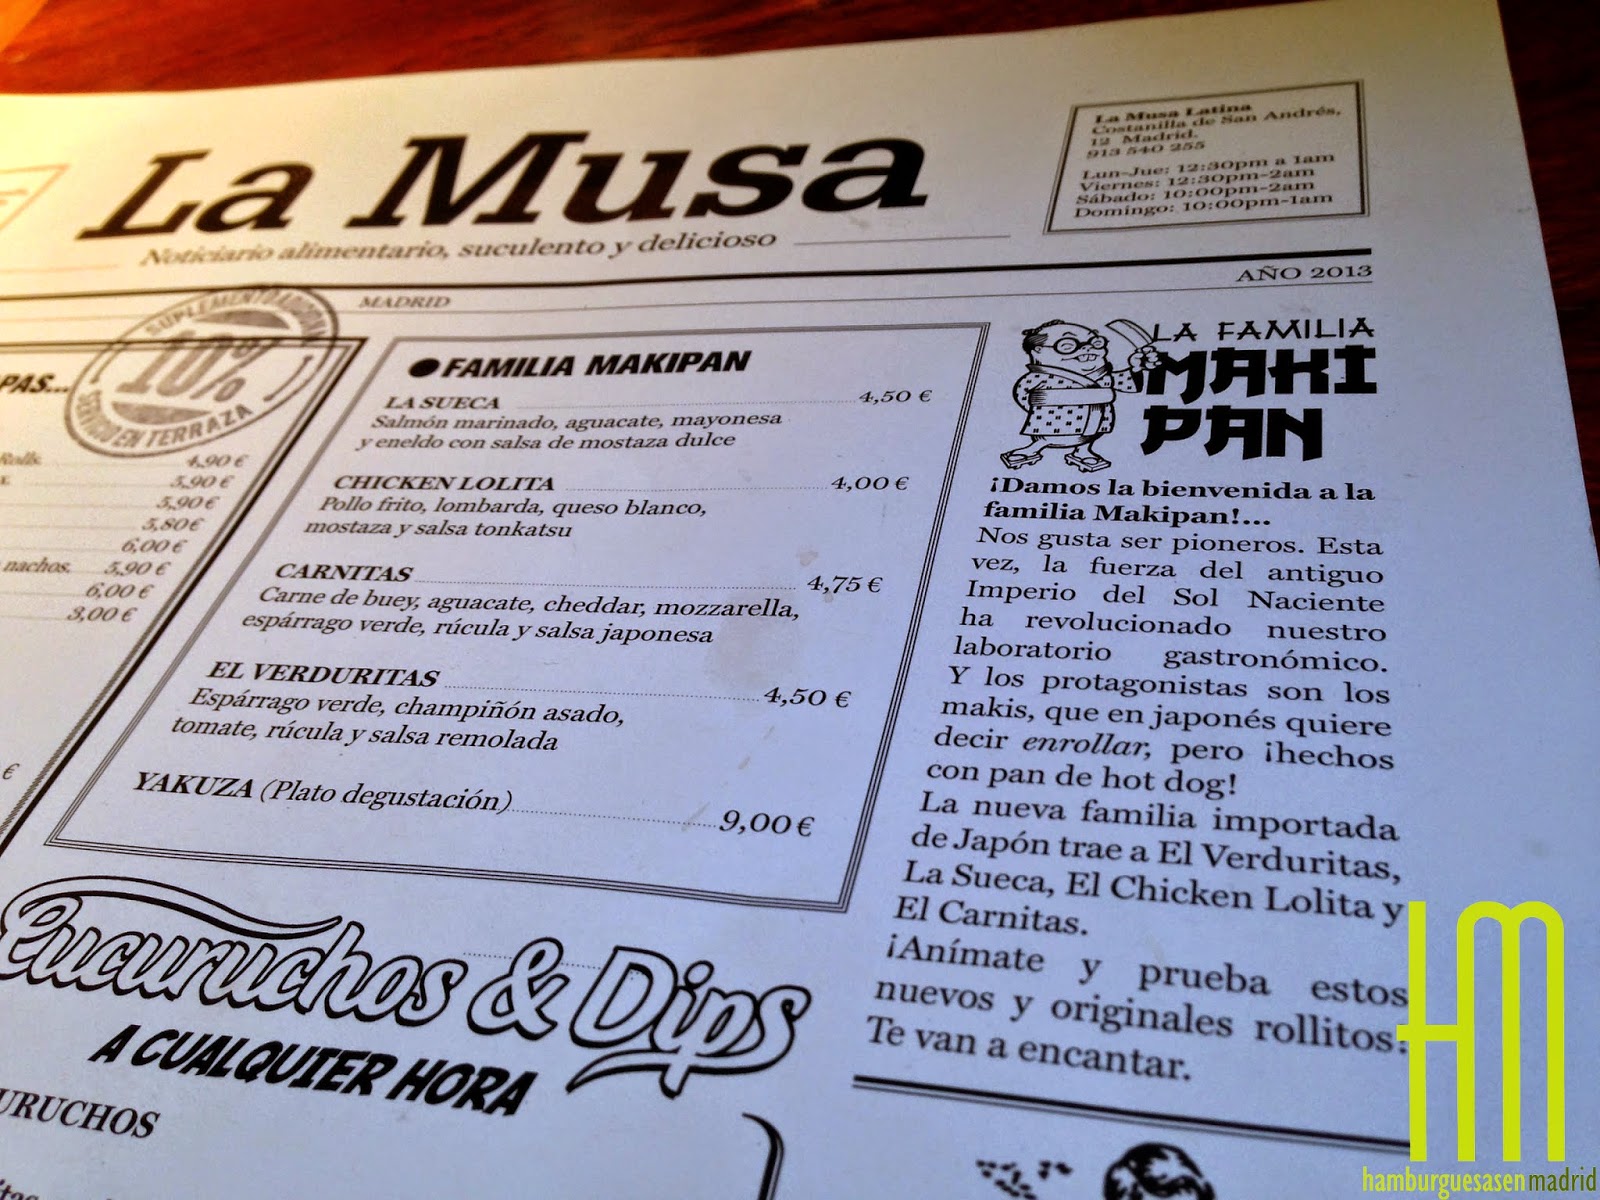 La Musa
Noticiario alimentario, suculento y delicioso
La Musa Latina
Costanilla de San Andrés,
12 Madrid.
913 540 255
Lun-Jue: 12:30pm a 1am
Viernes: 12:30pm-2am
Sábado: 10:00pm-2am
Domingo: 10:00pm-1am
MADRID
AÑO 2013
SUPLEMENTO ADICIONAL
10%
SERVICIO EN TERRAZA
PAS...
Rolls 4,90 €
5,90 €
5,90 €
5,80 €
6,00 €
nachos. 5,90 €
6,00 €
3,00 €
€
FAMILIA MAKIPAN
LA SUECA 4,50 €
Salmón marinado, aguacate, mayonesa
y eneldo con salsa de mostaza dulce
CHICKEN LOLITA 4,00 €
Pollo frito, lombarda, queso blanco,
mostaza y salsa tonkatsu
CARNITAS 4,75 €
Carne de buey, aguacate, cheddar, mozzarella,
espárrago verde, rúcula y salsa japonesa
EL VERDURITAS 4,50 €
Espárrago verde, champiñón asado,
tomate, rúcula y salsa remolada
YAKUZA (Plato degustación) 9,00 €
LA FAMILIA
MAKI
PAN
¡Damos la bienvenida a la
familia Makipan!...
Nos gusta ser pioneros. Esta
vez, la fuerza del antiguo
Imperio del Sol Naciente
ha revolucionado nuestro
laboratorio gastronómico.
Y los protagonistas son los
makis, que en japonés quiere
decir enrollar, pero ¡hechos
con pan de hot dog!
La nueva familia importada
de Japón trae a El Verduritas,
La Sueca, El Chicken Lolita y
El Carnitas.
¡Anímate y prueba estos
nuevos y originales rollitos.
Te van a encantar.
Cucuruchos & Dips
A CUALQUIER HORA
URUCHOS
HM
hamburguesasenmadrid